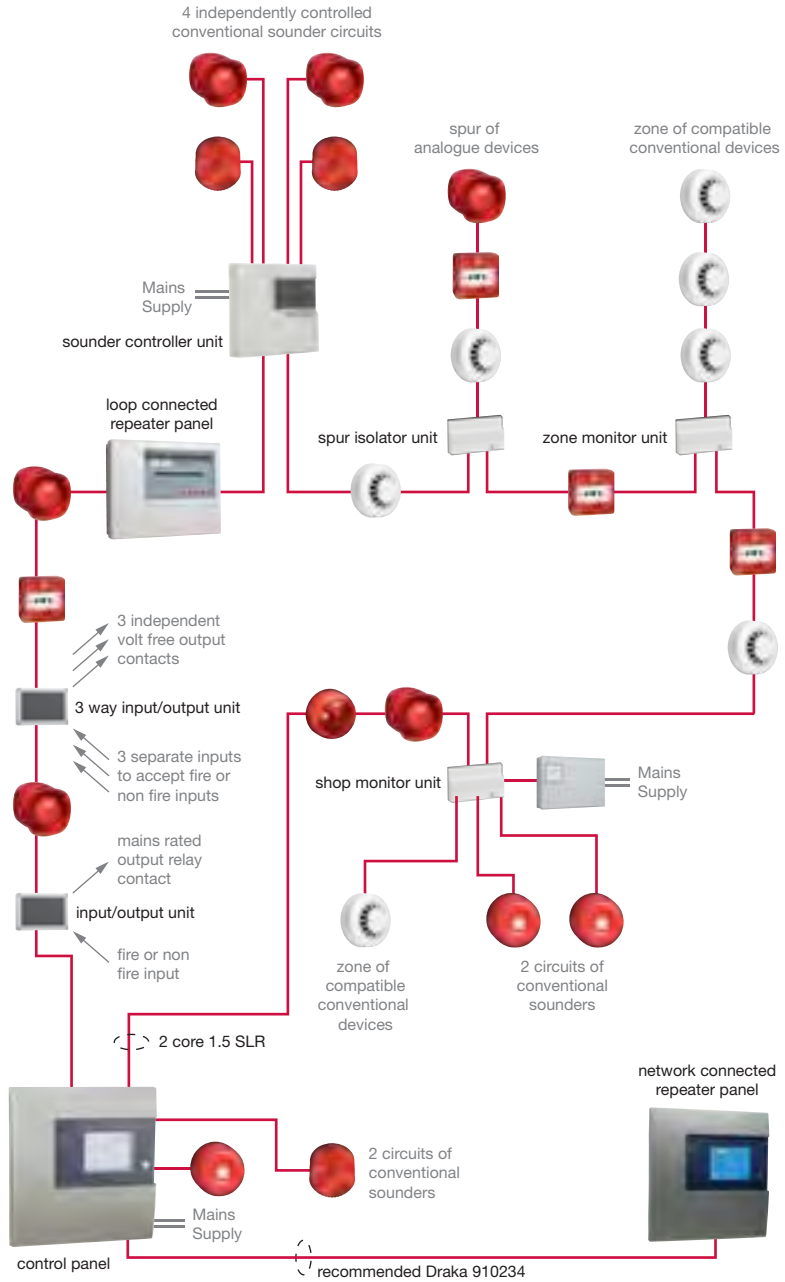 4 independently controlled
conventional sounder circuits
spur of
analogue devices
zone of compatible
conventional devices
Mains
Supply
sounder controller unit
loop connected
repeater panel
spur isolator unit
zone monitor unit
3 independent
volt free output
contacts
3 way input/output unit
3 separate inputs
to accept fire or
non fire inputs
shop monitor unit
Mains
Supply
mains rated
output relay
contact
input/output unit
fire or non
fire input
zone of
compatible
conventional
devices
2 circuits of
conventional
sounders
2 core 1.5 SLR
network connected
repeater panel
2 circuits of
conventional
sounders
Mains
Supply
control panel
recommended Draka 910234